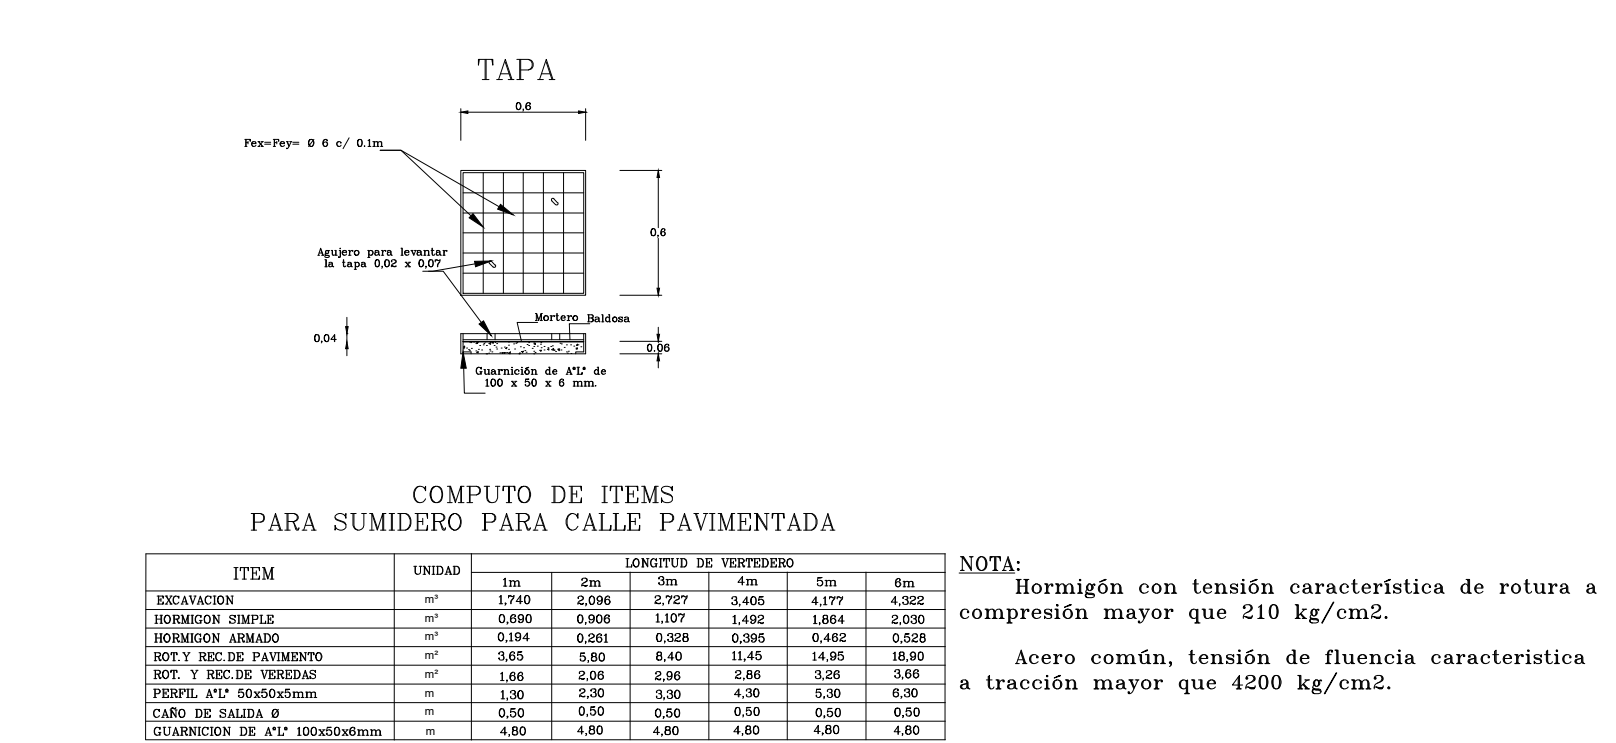 TAPA
0,6
Fex=Fey= Ø 6 c/ 0.1m
0,6
Agujero para levantar
la tapa 0,02 x 0,07
Mortero
Baldosa
0,04
0.06
Guarnición de A°L° de
100 x 50 x 6 mm.
COMPUTO DE ITEMS
PARA SUMIDERO PARA CALLE PAVIMENTADA
ITEM UNIDAD LONGITUD DE VERTEDERO
1m 2m 3m 4m 5m 6m
EXCAVACION m³ 1,740 2,096 2,727 3,405 4,177 4,322
HORMIGON SIMPLE m³ 0,690 0,906 1,107 1,492 1,864 2,030
HORMIGON ARMADO m³ 0,194 0,261 0,328 0,395 0,462 0,528
ROT.Y REC.DE PAVIMENTO m² 3,65 5,80 8,40 11,45 14,95 18,90
ROT. Y REC.DE VEREDAS m² 1,66 2,06 2,96 2,86 3,26 3,66
PERFIL A°L° 50x50x5mm m 1,30 2,30 3,30 4,30 5,30 6,30
CAÑO DE SALIDA Ø m 0,50 0,50 0,50 0,50 0,50 0,50
GUARNICION DE A°L° 100x50x6mm m 4,80 4,80 4,80 4,80 4,80 4,80
NOTA:
Hormigón con tensión característica de rotura a
compresión mayor que 210 kg/cm2.
Acero común, tensión de fluencia caracteristica
a tracción mayor que 4200 kg/cm2.